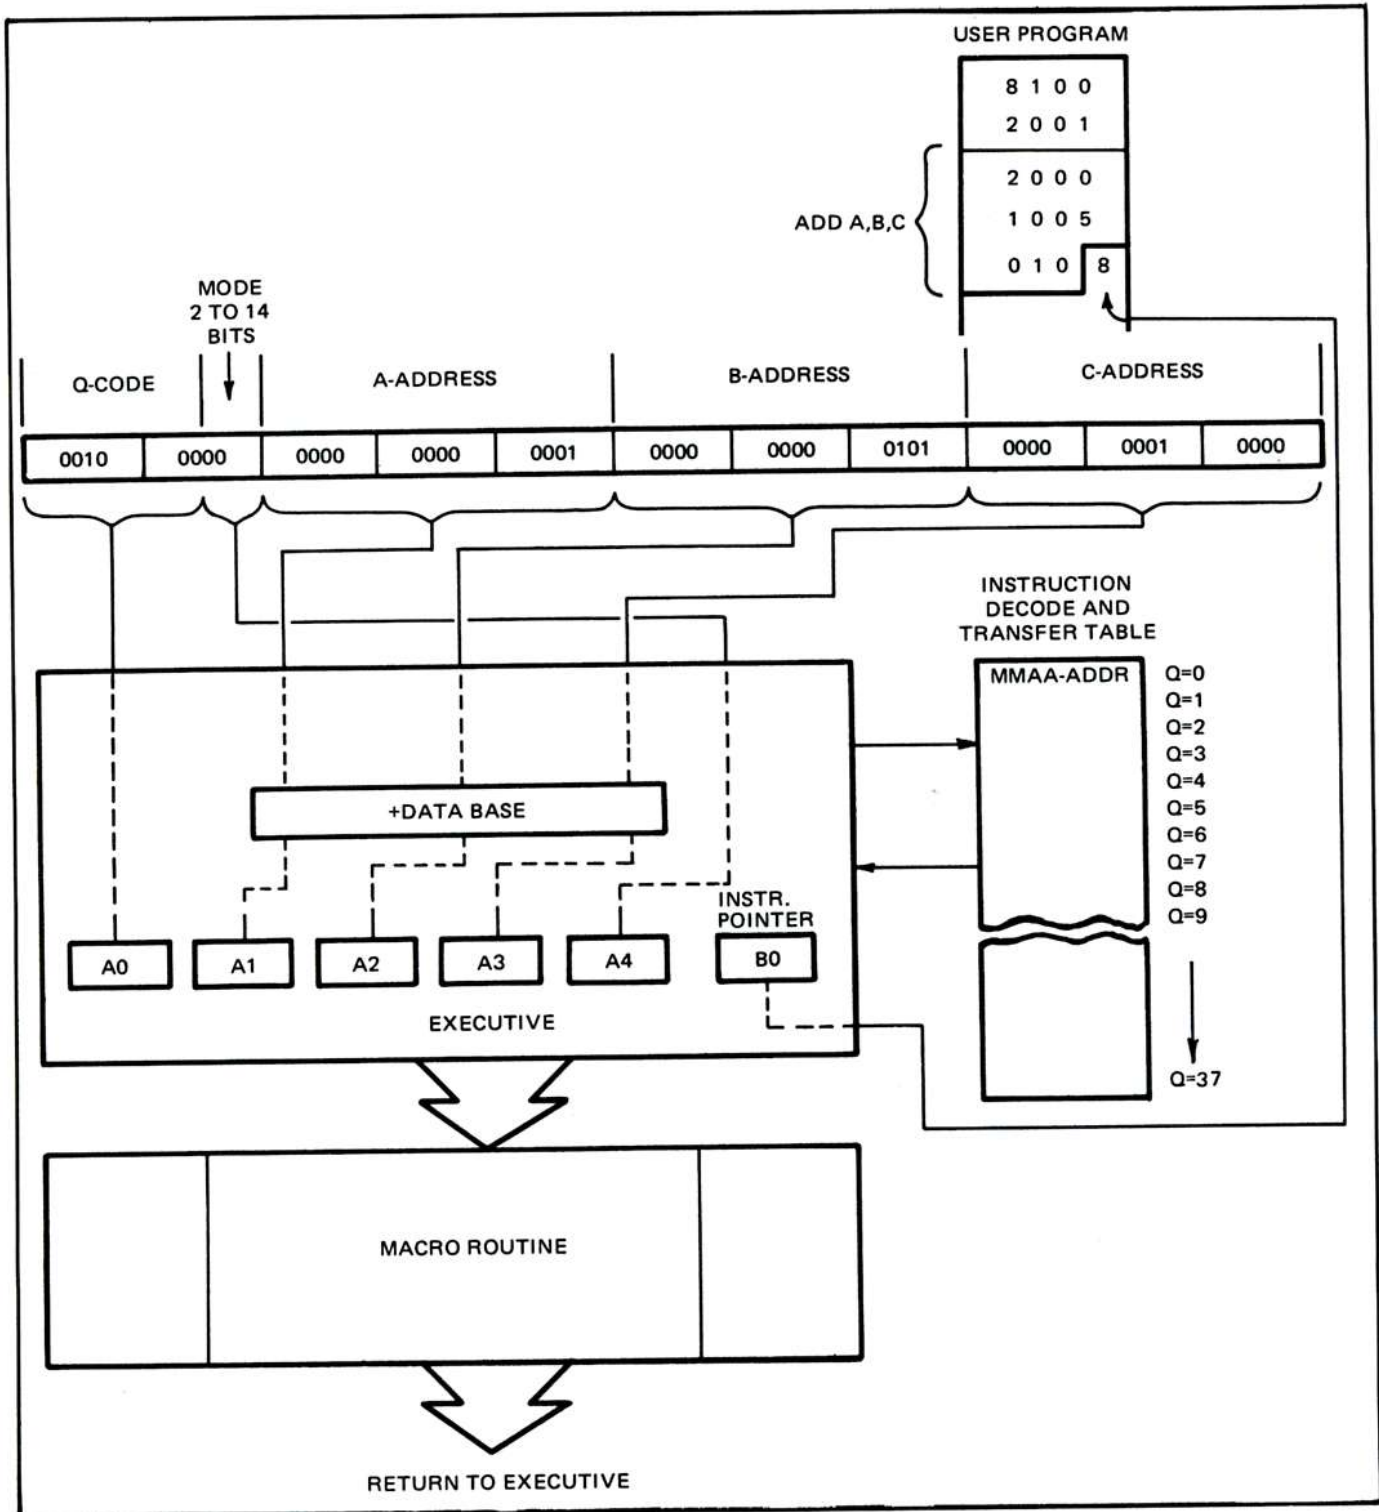 USER PROGRAM
8 1 0 0
2 0 0 1
2 0 0 0
1 0 0 5
0 1 0 8
ADD A,B,C
MODE
2 TO 14
BITS
Q-CODE
A-ADDRESS
B-ADDRESS
C-ADDRESS
0010 0000 0000 0000 0001 0000 0000 0101 0000 0001 0000
INSTRUCTION
DECODE AND
TRANSFER TABLE
MMAA-ADDR
Q=0
Q=1
Q=2
Q=3
Q=4
Q=5
Q=6
Q=7
Q=8
Q=9
Q=37
+DATA BASE
INSTR.
POINTER
A0 A1 A2 A3 A4 B0
EXECUTIVE
MACRO ROUTINE
RETURN TO EXECUTIVE